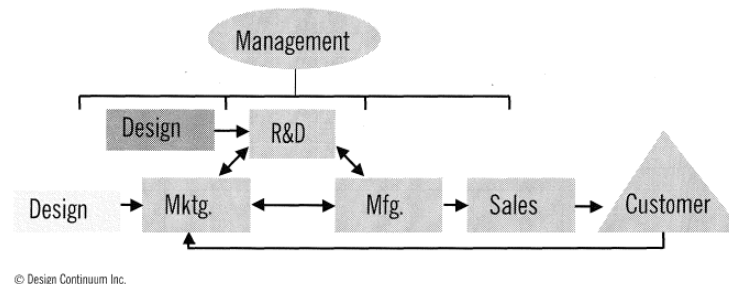 Management
Design
R&D
Design
Mktg.
Mfg.
Sales
Customer
© Design Continuum Inc.